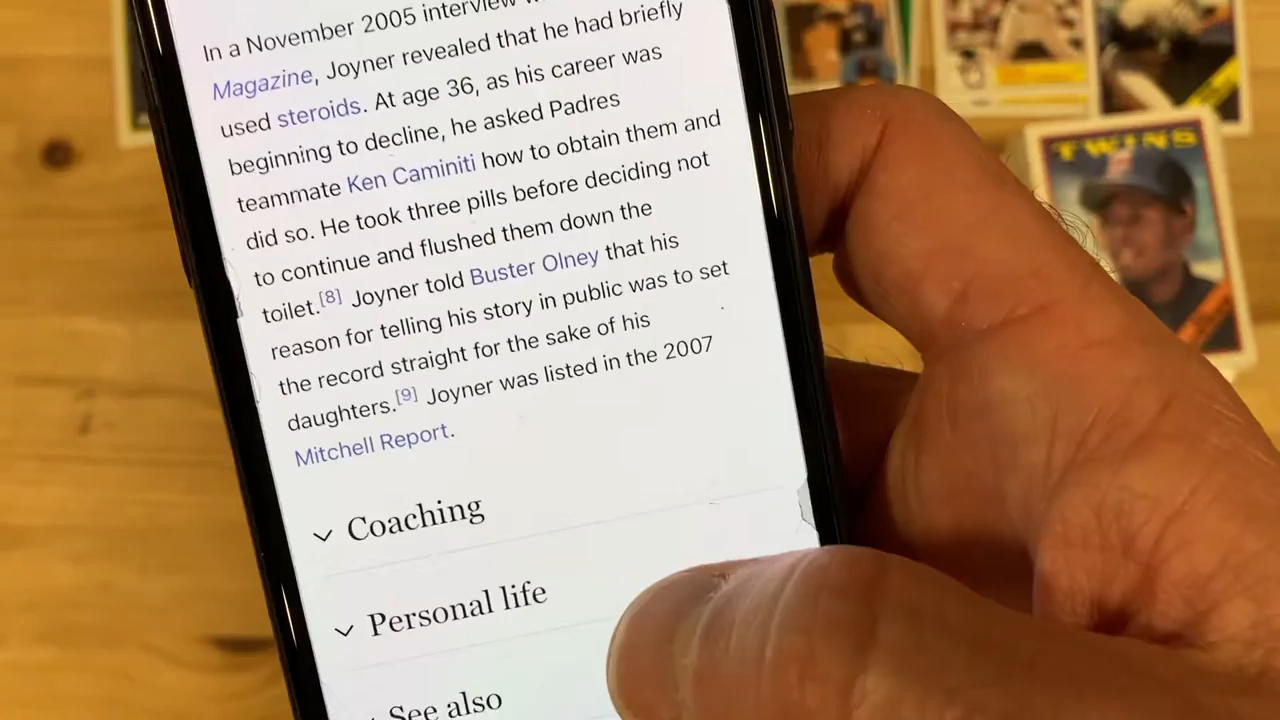 In a November 2005 interview
Magazine, Joyner revealed that he had briefly
used steroids. At age 36, as his career was
beginning to decline, he asked Padres
teammate Ken Caminiti how to obtain them and
did so. He took three pills before deciding not
to continue and flushed them down the
toilet.[8] Joyner told Buster Olney that his
reason for telling his story in public was to set
the record straight for the sake of his
daughters.[9] Joyner was listed in the 2007
Mitchell Report.
Coaching
Personal life
See also
TWINS